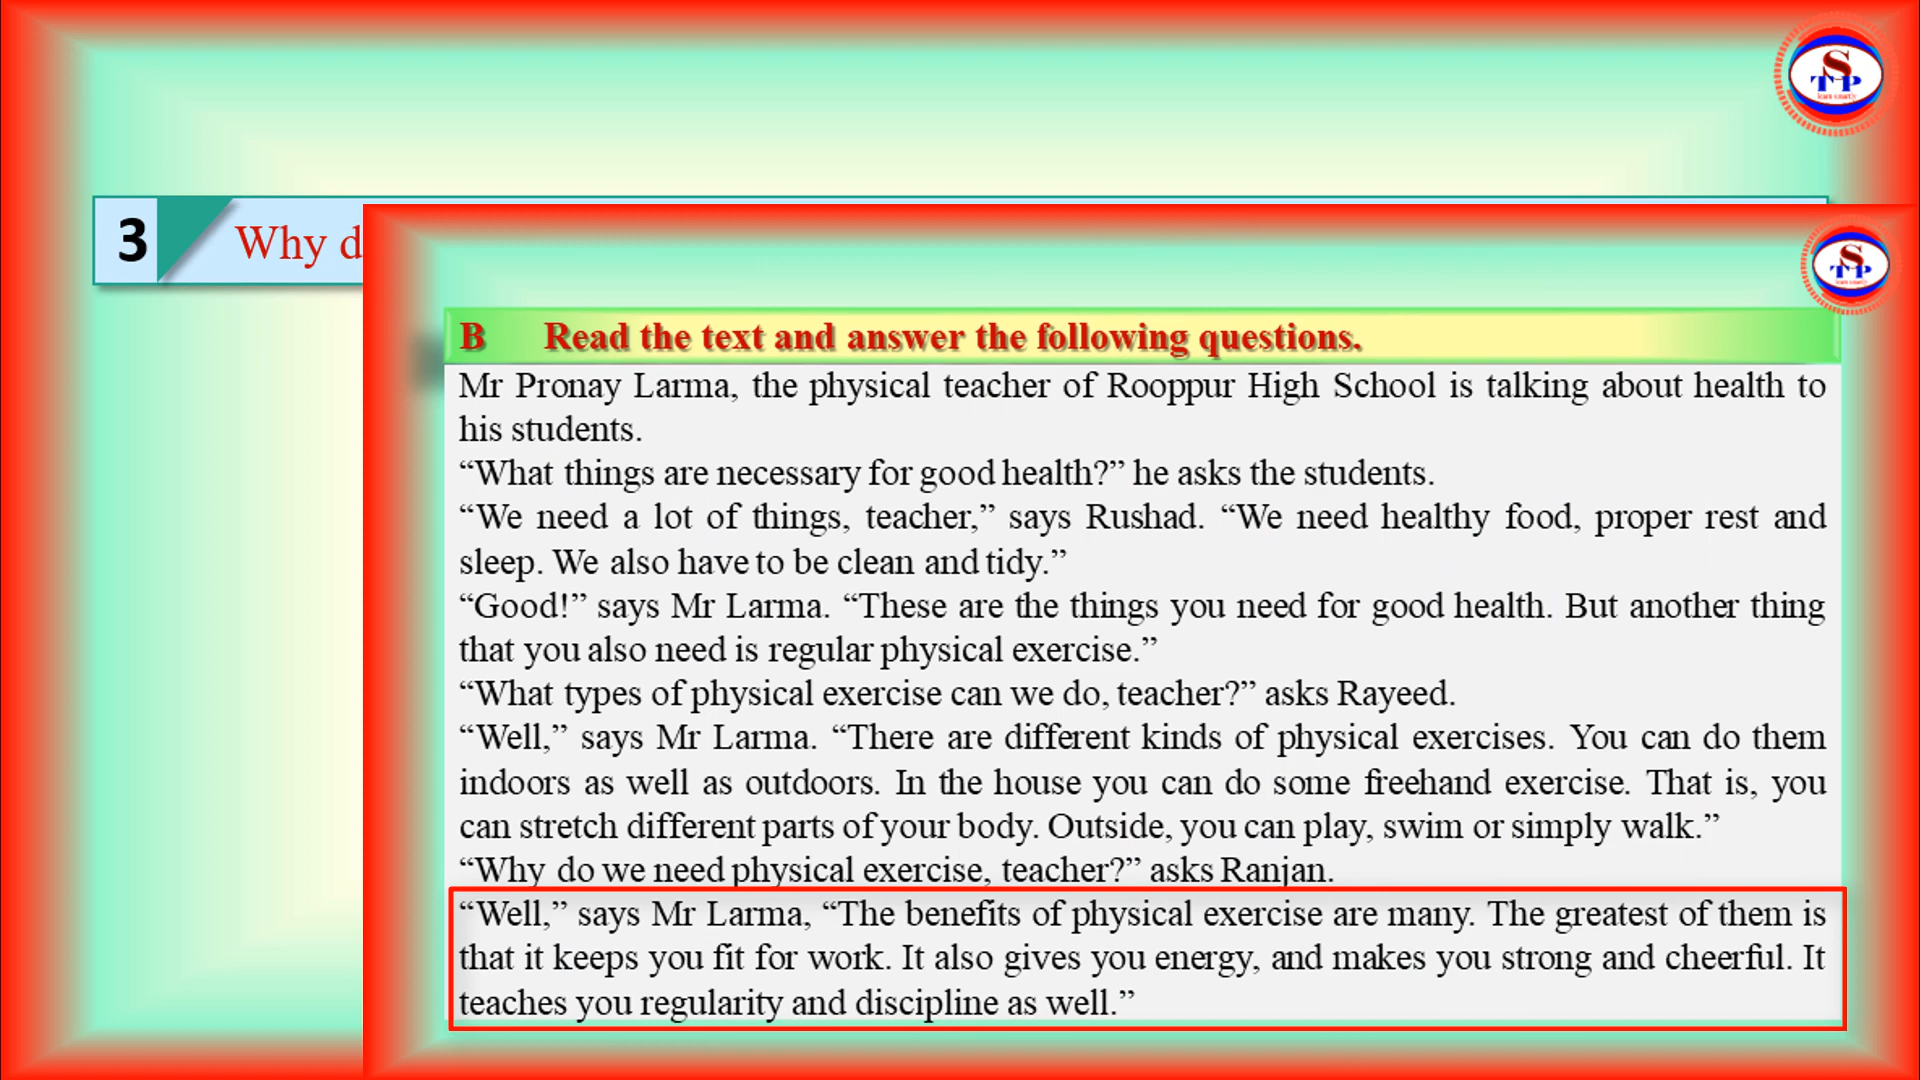 S
T P
learn smartly
3 Why d
S
T P
learn smartly
B Read the text and answer the following questions.
Mr Pronay Larma, the physical teacher of Rooppur High School is talking about health to
his students.
“What things are necessary for good health?” he asks the students.
“We need a lot of things, teacher,” says Rushad. “We need healthy food, proper rest and
sleep. We also have to be clean and tidy.”
“Good!” says Mr Larma. “These are the things you need for good health. But another thing
that you also need is regular physical exercise.”
“What types of physical exercise can we do, teacher?” asks Rayeed.
“Well,” says Mr Larma. “There are different kinds of physical exercises. You can do them
indoors as well as outdoors. In the house you can do some freehand exercise. That is, you
can stretch different parts of your body. Outside, you can play, swim or simply walk.”
“Why do we need physical exercise, teacher?” asks Ranjan.
“Well,” says Mr Larma, “The benefits of physical exercise are many. The greatest of them is
that it keeps you fit for work. It also gives you energy, and makes you strong and cheerful. It
teaches you regularity and discipline as well.”